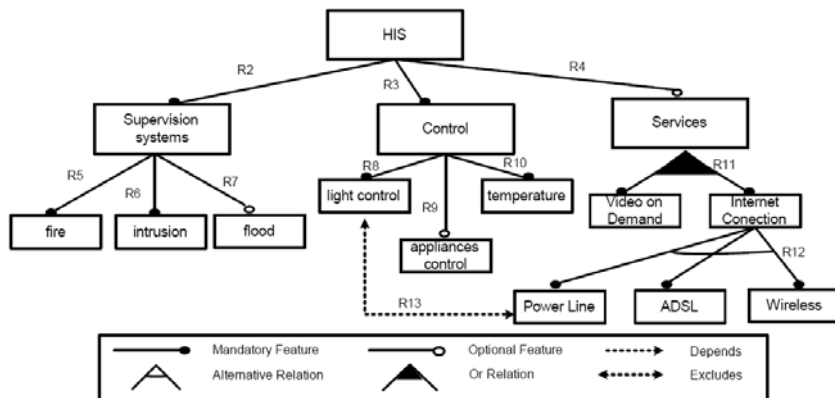 HIS
R2
R3
R4
Supervision
systems
Control
Services
R5
R6
R7
R8
R10
R11
fire
intrusion
flood
light control
R9
temperature
appliances
control
Video on
Demand
Internet
Conection
R12
R13
Power Line
ADSL
Wireless
Mandatory Feature
Optional Feature
Depends
Alternative Relation
Or Relation
Excludes